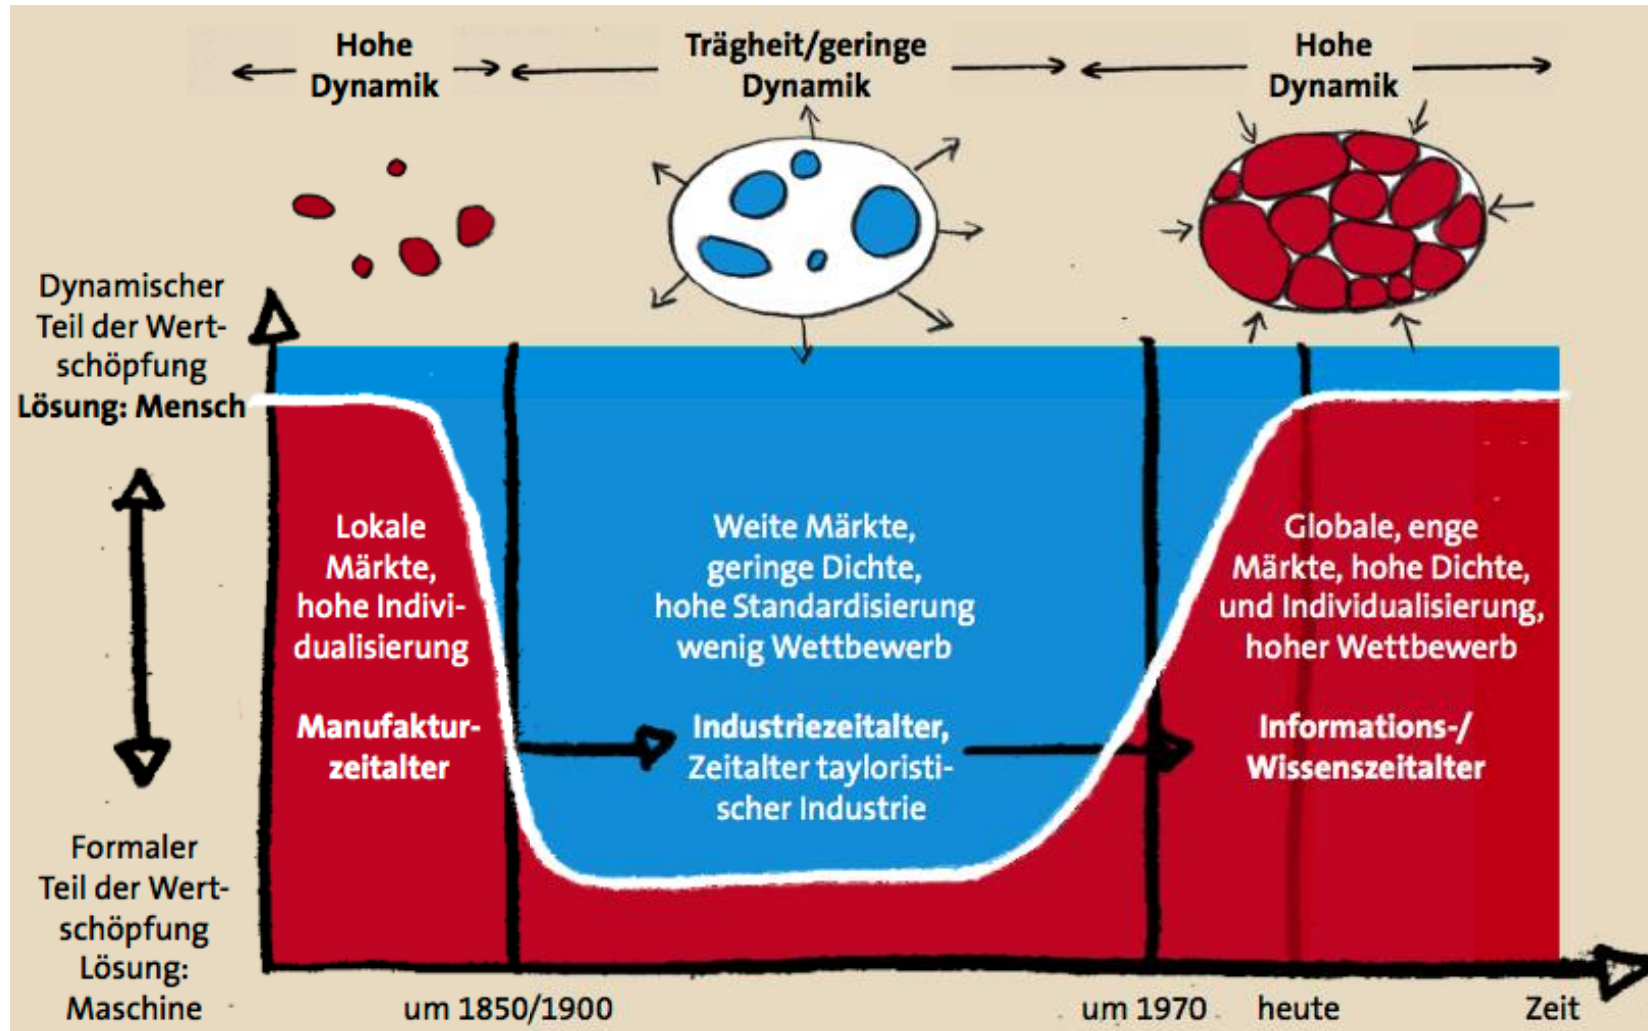 Hohe
Dynamik
Trägheit/geringe
Dynamik
Hohe
Dynamik
Dynamischer
Teil der Wert-
schöpfung
Lösung: Mensch
Formaler
Teil der Wert-
schöpfung
Lösung:
Maschine
Lokale
Märkte,
hohe Indivi-
dualisierung
Manufaktur-
zeitalter
Weite Märkte,
geringe Dichte,
hohe Standardisierung
wenig Wettbewerb
Industriezeitalter,
Zeitalter tayloristi-
scher Industrie
Globale, enge
Märkte, hohe Dichte,
und Individualisierung,
hoher Wettbewerb
Informations-/
Wissenszeitalter
um 1850/1900
um 1970
heute
Zeit